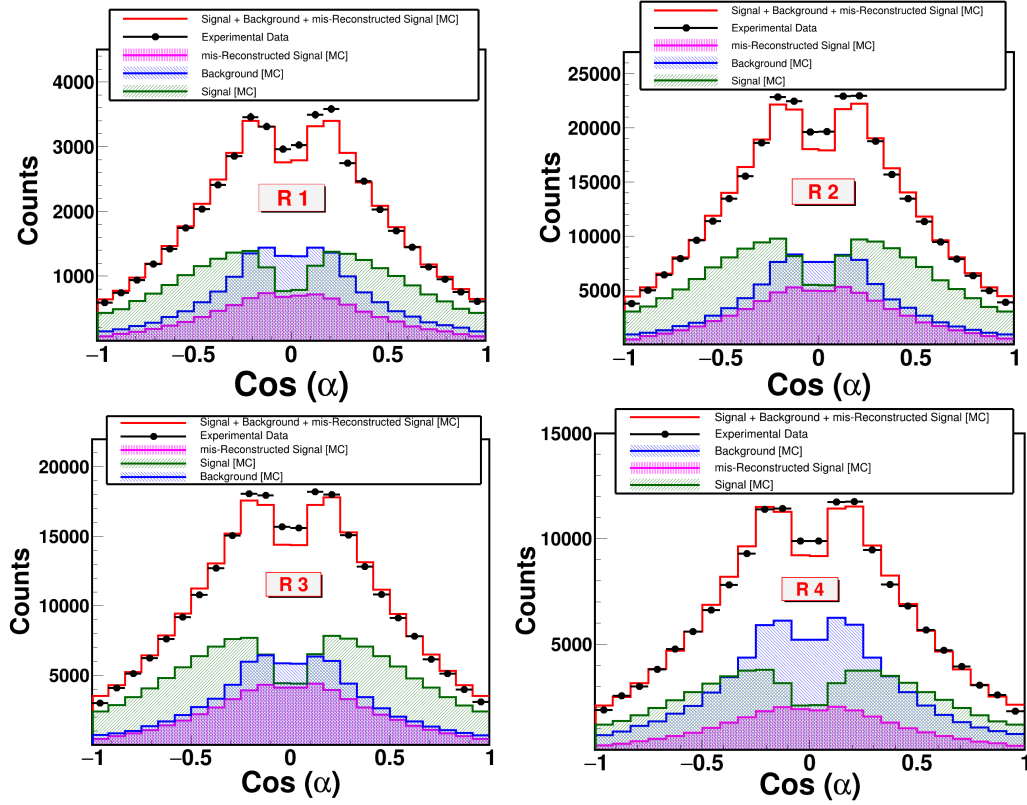 Signal + Background + mis-Reconstructed Signal [MC]
Experimental Data
mis-Reconstructed Signal [MC]
Background [MC]
Signal [MC]
4000
3000
2000
1000
Counts
R 1
−1 −0.5 0 0.5 1
Cos (α)
Signal + Background + mis-Reconstructed Signal [MC]
Experimental Data
mis-Reconstructed Signal [MC]
Background [MC]
Signal [MC]
25000
20000
15000
10000
5000
Counts
R 2
−1 −0.5 0 0.5 1
Cos (α)
Signal + Background + mis-Reconstructed Signal [MC]
Experimental Data
mis-Reconstructed Signal [MC]
Signal [MC]
Background [MC]
20000
15000
10000
5000
Counts
R 3
−1 −0.5 0 0.5 1
Cos (α)
Signal + Background + mis-Reconstructed Signal [MC]
Experimental Data
Background [MC]
mis-Reconstructed Signal [MC]
Signal [MC]
15000
10000
5000
Counts
R 4
−1 −0.5 0 0.5 1
Cos (α)